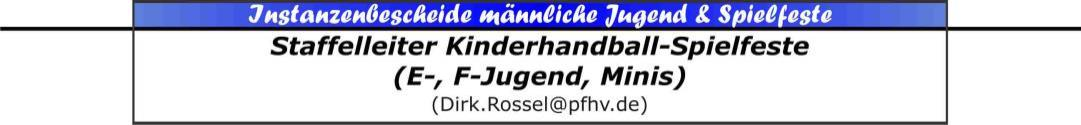 Instanzenbescheide männliche Jugend & Spielfeste
Staffelleiter Kinderhandball-Spielfeste
(E-, F-Jugend, Minis)
(Dirk.Rossel@pfhv.de)